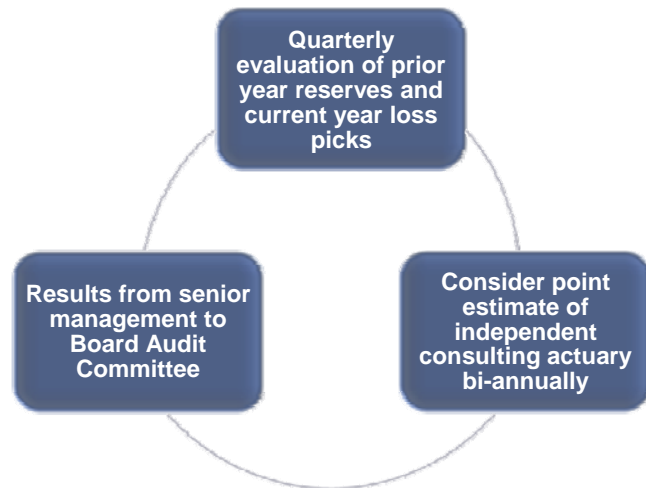 Quarterly
evaluation of prior
year reserves and
current year loss
picks
Results from senior
management to
Board Audit
Committee
Consider point
estimate of
independent
consulting actuary
bi-annually